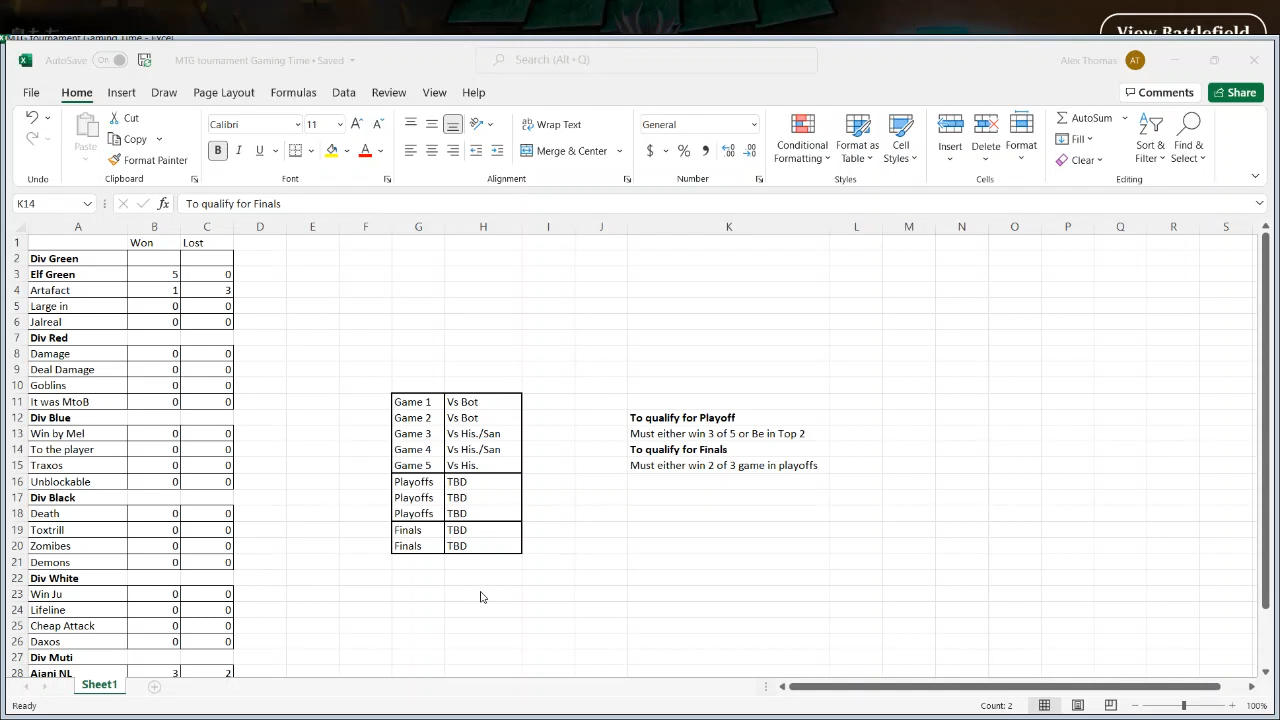 View Battlefield
MTG tournament Gaming Time - Excel
AutoSave On MTG tournament Gaming Time • Saved Search (Alt + Q) Alex Thomas AT
File Home Insert Draw Page Layout Formulas Data Review View Help Comments Share
Paste Cut Copy Format Painter
Calibri 11 B I U A
Wrap Text Merge & Center
General $ %
Conditional Formatting Format as Table Cell Styles
Insert Delete Format
AutoSum Fill Clear
Sort & Filter Find & Select
Undo Clipboard Font Alignment Number Styles Cells Editing
K14 fx To qualify for Finals
A B C D E F G H I J K L M N O P Q R S
1 Won Lost
2 Div Green
3 Elf Green 5 0
4 Artafact 1 3
5 Large in 0 0
6 Jalreal 0 0
7 Div Red
8 Damage 0 0
9 Deal Damage 0 0
10 Goblins 0 0
11 It was MtoB 0 0 Game 1 Vs Bot
12 Div Blue Game 2 Vs Bot To qualify for Playoff
13 Win by Mel 0 0 Game 3 Vs His./San Must either win 3 of 5 or Be in Top 2
14 To the player 0 0 Game 4 Vs His./San To qualify for Finals
15 Traxos 0 0 Game 5 Vs His. Must either win 2 of 3 game in playoffs
16 Unblockable 0 0 Playoffs TBD
17 Div Black Playoffs TBD
18 Death 0 0 Playoffs TBD
19 Toxtrill 0 0 Finals TBD
20 Zomibes 0 0 Finals TBD
21 Demons 0 0
22 Div White
23 Win Ju 0 0
24 Lifeline 0 0
25 Cheap Attack 0 0
26 Daxos 0 0
27 Div Muti
28 Ajani NL 3 2
Sheet1
Ready Count: 2 100%